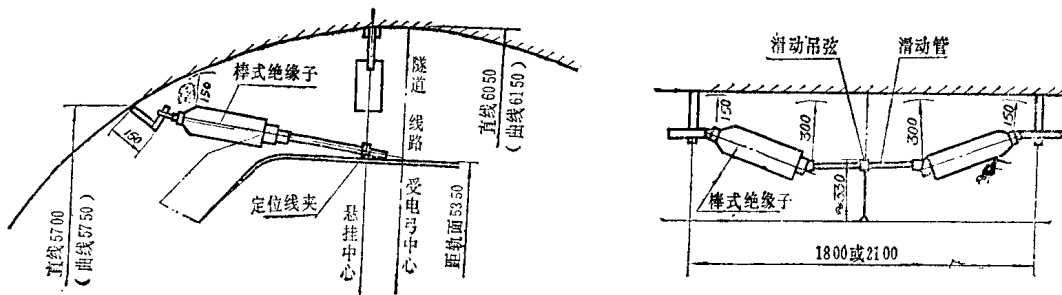 棒式绝缘子
150
150
直线5700
(曲线5750)
定位线夹
悬挂中心
隧道 线路 受电弓中心
直线6050
(曲线6150)
距轨面5350
滑动吊弦
滑动管
150
300
300
150
棒式绝缘子
330
1800或2100